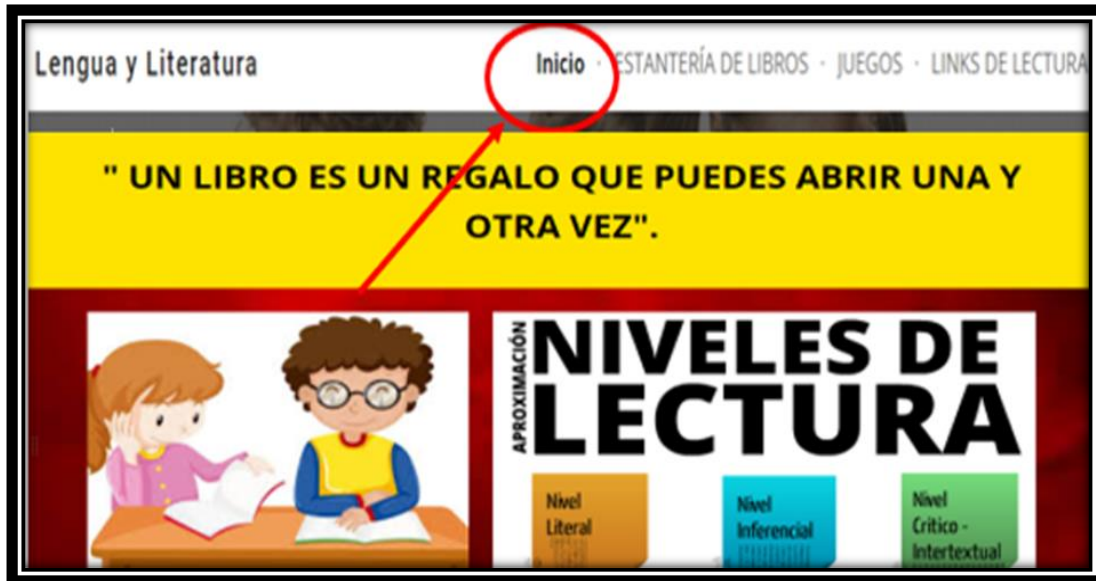 Lengua y Literatura
Inicio · ESTANTERÍA DE LIBROS · JUEGOS · LINKS DE LECTURA
" UN LIBRO ES UN REGALO QUE PUEDES ABRIR UNA Y
OTRA VEZ".
APROXIMACIÓN
NIVELES DE
LECTURA
Nivel
Literal
Nivel
Inferencial
Nivel
Critico -
Intertextual